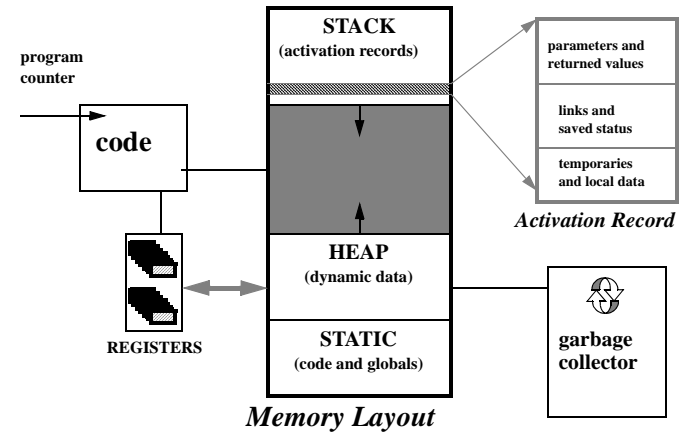 STACK
(activation records)
program
counter
code
parameters and
returned values
links and
saved status
temporaries
and local data
Activation Record
HEAP
(dynamic data)
REGISTERS
STATIC
(code and globals)
garbage
collector
Memory Layout